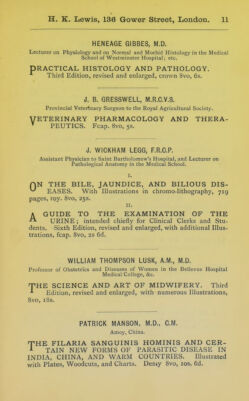 H. K. Lewis, 136 Gower Street, London. 11
HENEAGE GIBBES, M.D.
Lecturer on Physiology and on Normal and Morbid Histology in the Medical
School of Westminster Hospital; etc.
PRACTICAL HISTOLOGY AND PATHOLOGY.
Third Edition, revised and enlarged, crown 8vo, 6s.
J. B. GRESSWELL, M.R.C.V.S.
Provincial Veterinary Surgeon to the Royal Agricultural Society.
VETERINARY PHARMACOLOGY AND THERA-
PEUTICS. Fcap. 8vo, 5s.
J. WICKHAM LEGG, F.R.C.P.
Assistant Physician to Saint Bartholomew's Hospital, and Lecturer on
Pathological Anatomy in the Medical School.
I.
ON THE BILE, JAUNDICE, AND BILIOUS DIS-
EASES. With Illustrations in chromo-lithography, 719
pages, roy. 8vo, 25s.
II.
A GUIDE TO THE EXAMINATION OF THE
URINE; intended chiefly for Clinical Clerks and Stu-
dents. Sixth Edition, revised and enlarged, with additional Illus-
trations, fcap. 8vo, 2s 6d.
WILLIAM THOMPSON LUSK, A.M., M.D.
Professor of Obstetrics and Diseases of Women in the Bellevue Hospital
Medical College, &c.
THE SCIENCE AND ART OF MIDWIFERY. Third
Edition, revised and enlarged, with numerous Illustrations,
8vo, 18s.
PATRICK MANSON, M.D., C.M.
Amoy, China.
THE FILARIA SANGUINIS HOMINIS AND CER-
TAIN NEW FORMS OF PARASITIC DISEASE IN
INDIA, CHINA, AND WARM COUNTRIES. Illustrated
with Plates, Woodcuts, and Charts. Demy 8vo, 10s. 6d.